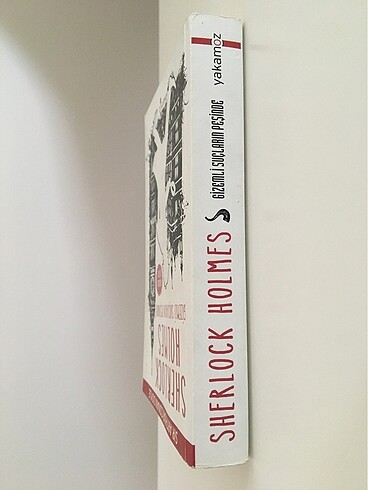 SHERLOCK HOLMES
GİZEMLİ SUÇLARIN PEŞİNDE
yakamoz
SHERLOCK
HOLMES